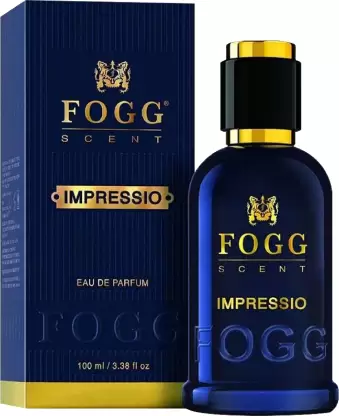 FOGG®
SCENT
IMPRESSIO
EAU DE PARFUM
FOGG
100 ml / 3.38 fl oz
FOGG
SCENT
IMPRESSIO
FOGG